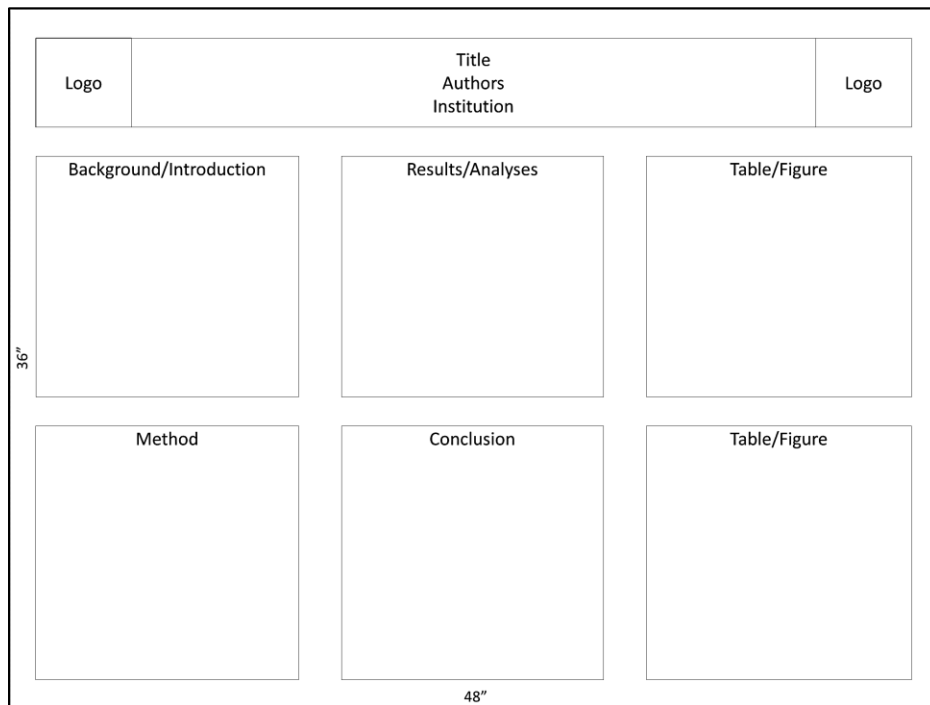 Logo
Title
Authors
Institution
Logo
Background/Introduction
Results/Analyses
Table/Figure
36”
Method
Conclusion
Table/Figure
48”